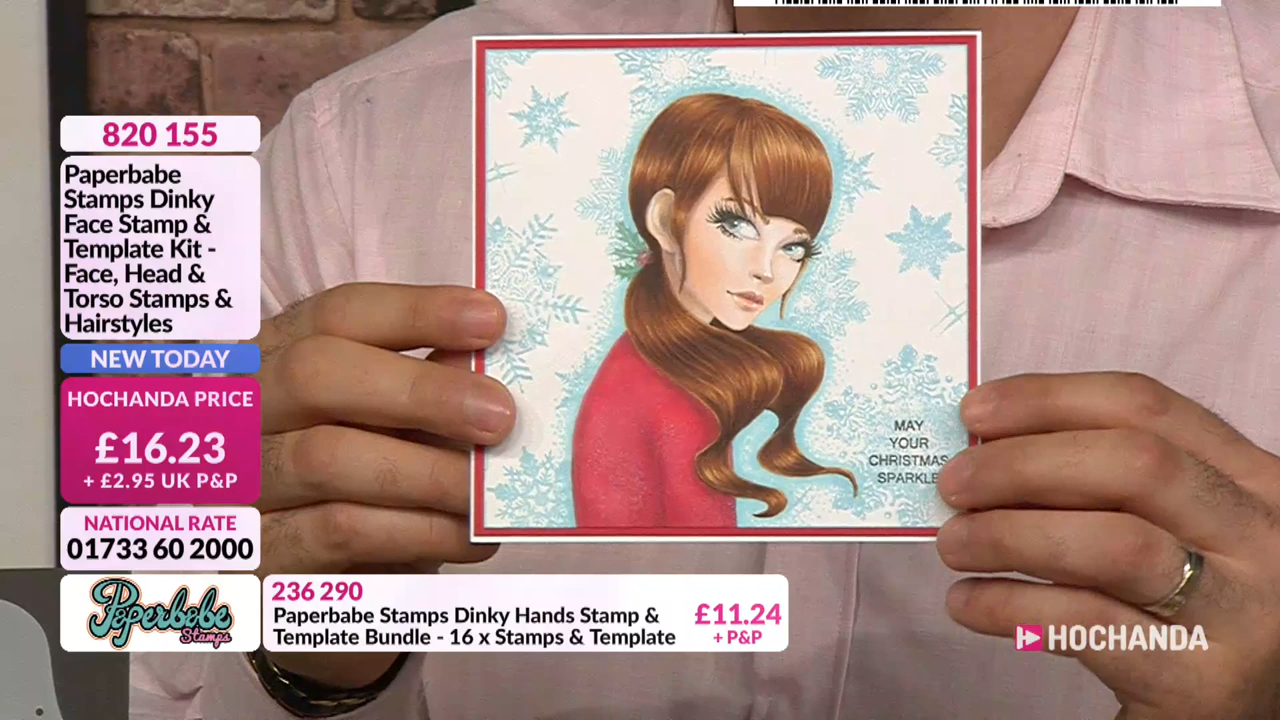 820 155
Paperbabe
Stamps Dinky
Face Stamp &
Template Kit -
Face, Head &
Torso Stamps &
Hairstyles
NEW TODAY
HOCHANDA PRICE
£16.23
+ £2.95 UK P&P
NATIONAL RATE
01733 60 2000
Paperbabe
Stamps
236 290
Paperbabe Stamps Dinky Hands Stamp &
Template Bundle - 16 x Stamps & Template
£11.24
+ P&P
MAY
YOUR
CHRISTMAS
SPARKLE
HOCHANDA